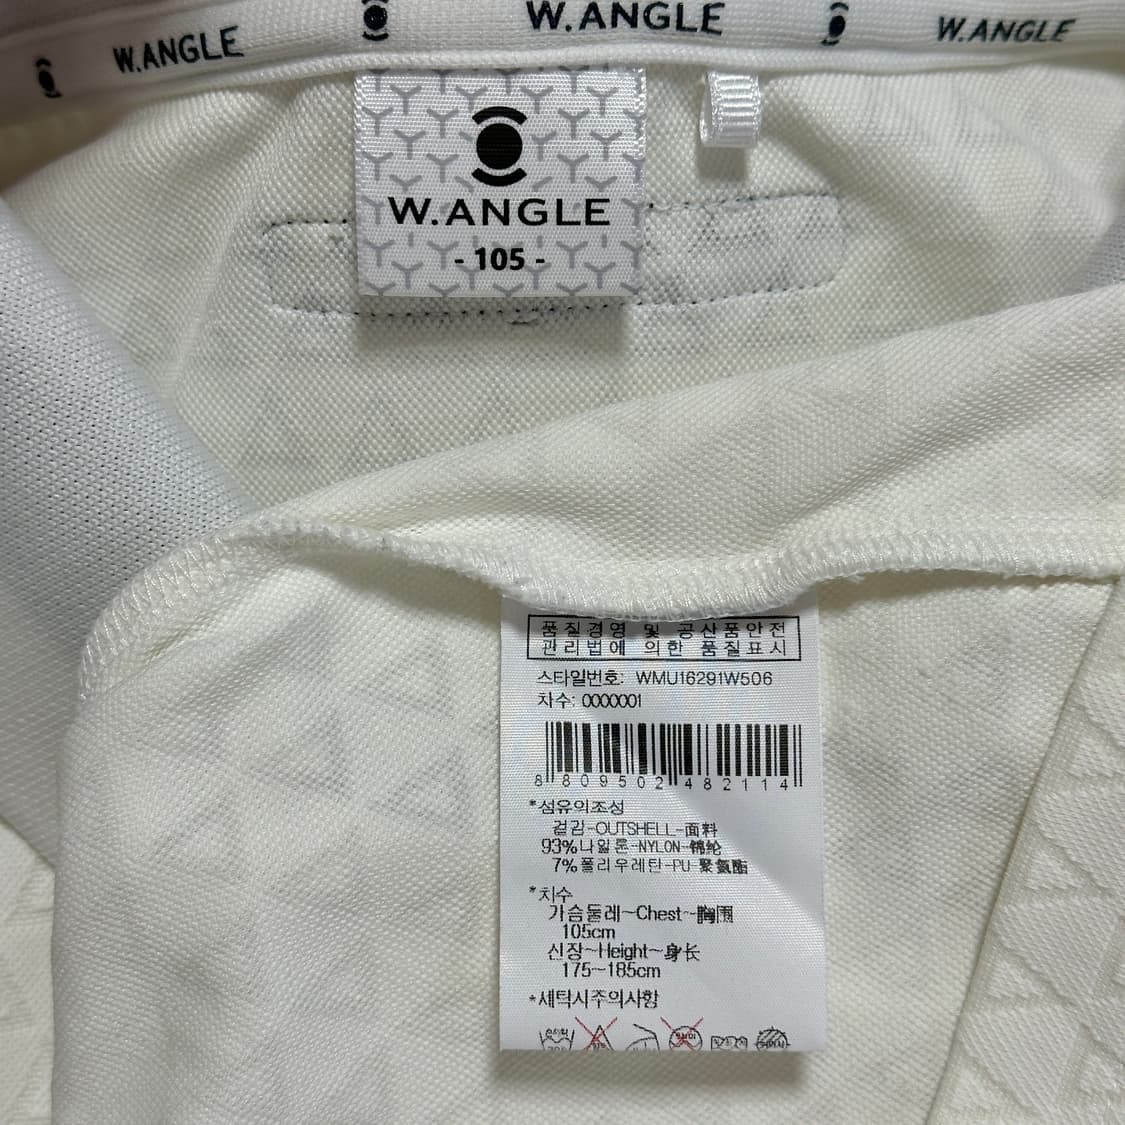 W.ANGLE W.ANGLE W.ANGLE
W.ANGLE
- 105 -
품질경영 및 공산품안전
관리법에 의한 품질표시
스타일번호: WMU16291W506
차수: 0000001
8 809502 482114
*섬유의조성
겉감-OUTSHELL-面料
93%나일론-NYLON-锦纶
7%폴리우레탄-PU 聚氨酯
*치수
가슴둘레~Chest~胸围
105cm
신장~Height~身长
175~185cm
*세탁시주의사항